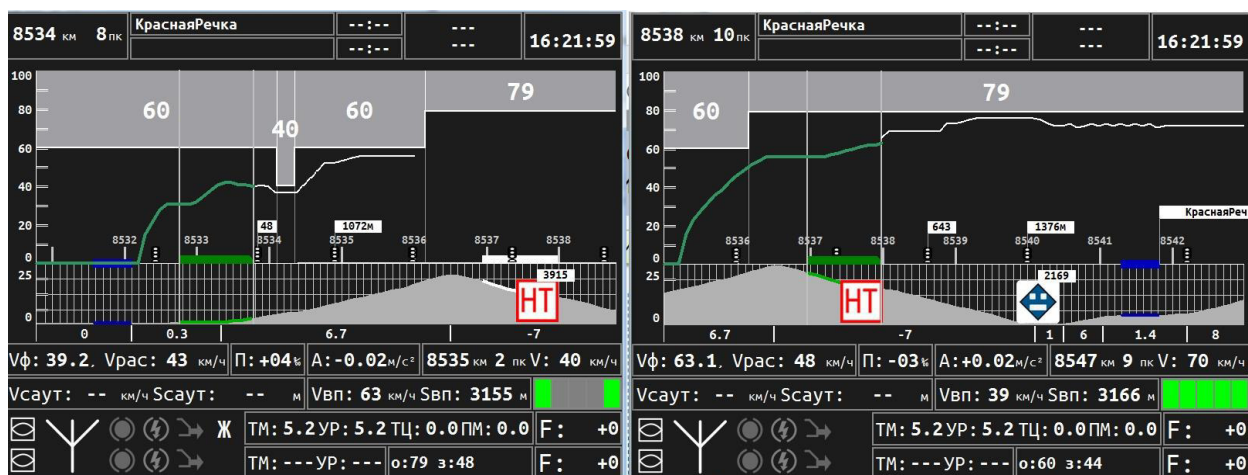 8534 км 8пк
КраснаяРечка
--:--
---
16:21:59
--:--
---
100
80
60
40
20
0
60
40
60
79
48
1072м
8532
8533
8534
8535
8536
8537
8538
3915
25
0
НТ
0
0.3
6.7
-7
Vф: 39.2, Vрас: 43 км/ч
П: +04‰
А: -0.02м/с²
8535 км 2 пк V: 40 км/ч
Vсаут: -- км/ч Sсаут: -- м
Vвп: 63 км/ч Sвп: 3155 м
Ж
ТМ: 5.2 УР: 5.2 ТЦ: 0.0 ПМ: 0.0
F: +0
ТМ: --- УР: ---
о:79 з:48
F: +0
8538 км 10пк
КраснаяРечка
---
16:21:59
--:--
---
100
80
60
40
20
0
60
79
КраснаяРеч
643
1376м
8536
8537
8538
8539
8540
8541
8542
2169
25
0
НТ
6.7
-7
1
6
1.4
8
Vф: 63.1, Vрас: 48 км/ч
П: -03‰
А: +0.02м/с²
8547 км 9 пк V: 70 км/ч
Vсаут: -- км/ч Sсаут: -- м
Vвп: 39 км/ч Sвп: 3166 м
ТМ: 5.2 УР: 5.2 ТЦ: 0.0 ПМ: 0.0
F: +0
ТМ: --- УР: ---
о:60 з:44
F: +0